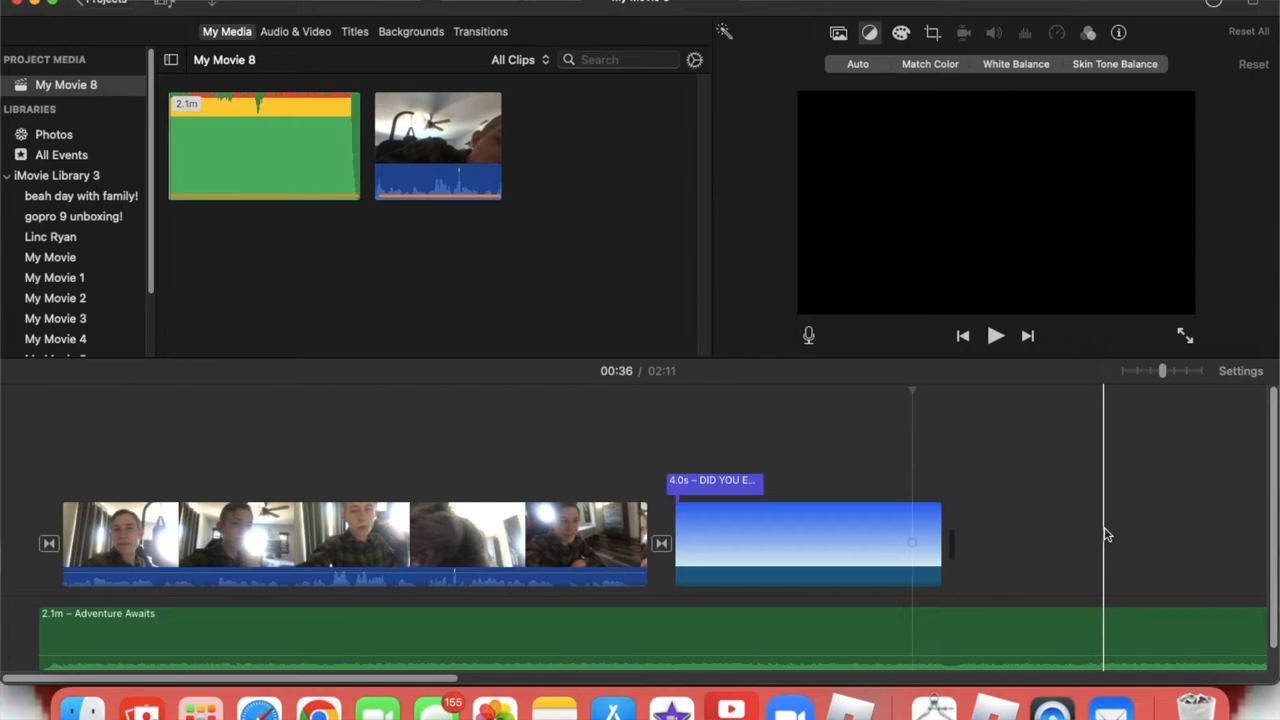 Projects
My Media Audio & Video Titles Backgrounds Transitions
Reset All
PROJECT MEDIA
My Movie 8
LIBRARIES
Photos
All Events
iMovie Library 3
beah day with family!
gopro 9 unboxing!
Linc Ryan
My Movie
My Movie 1
My Movie 2
My Movie 3
My Movie 4
My Movie 8
All Clips
Search
2.1m
Auto Match Color White Balance Skin Tone Balance Reset
00:36 / 02:11
Settings
4.0s – DID YOU E...
2.1m – Adventure Awaits
155